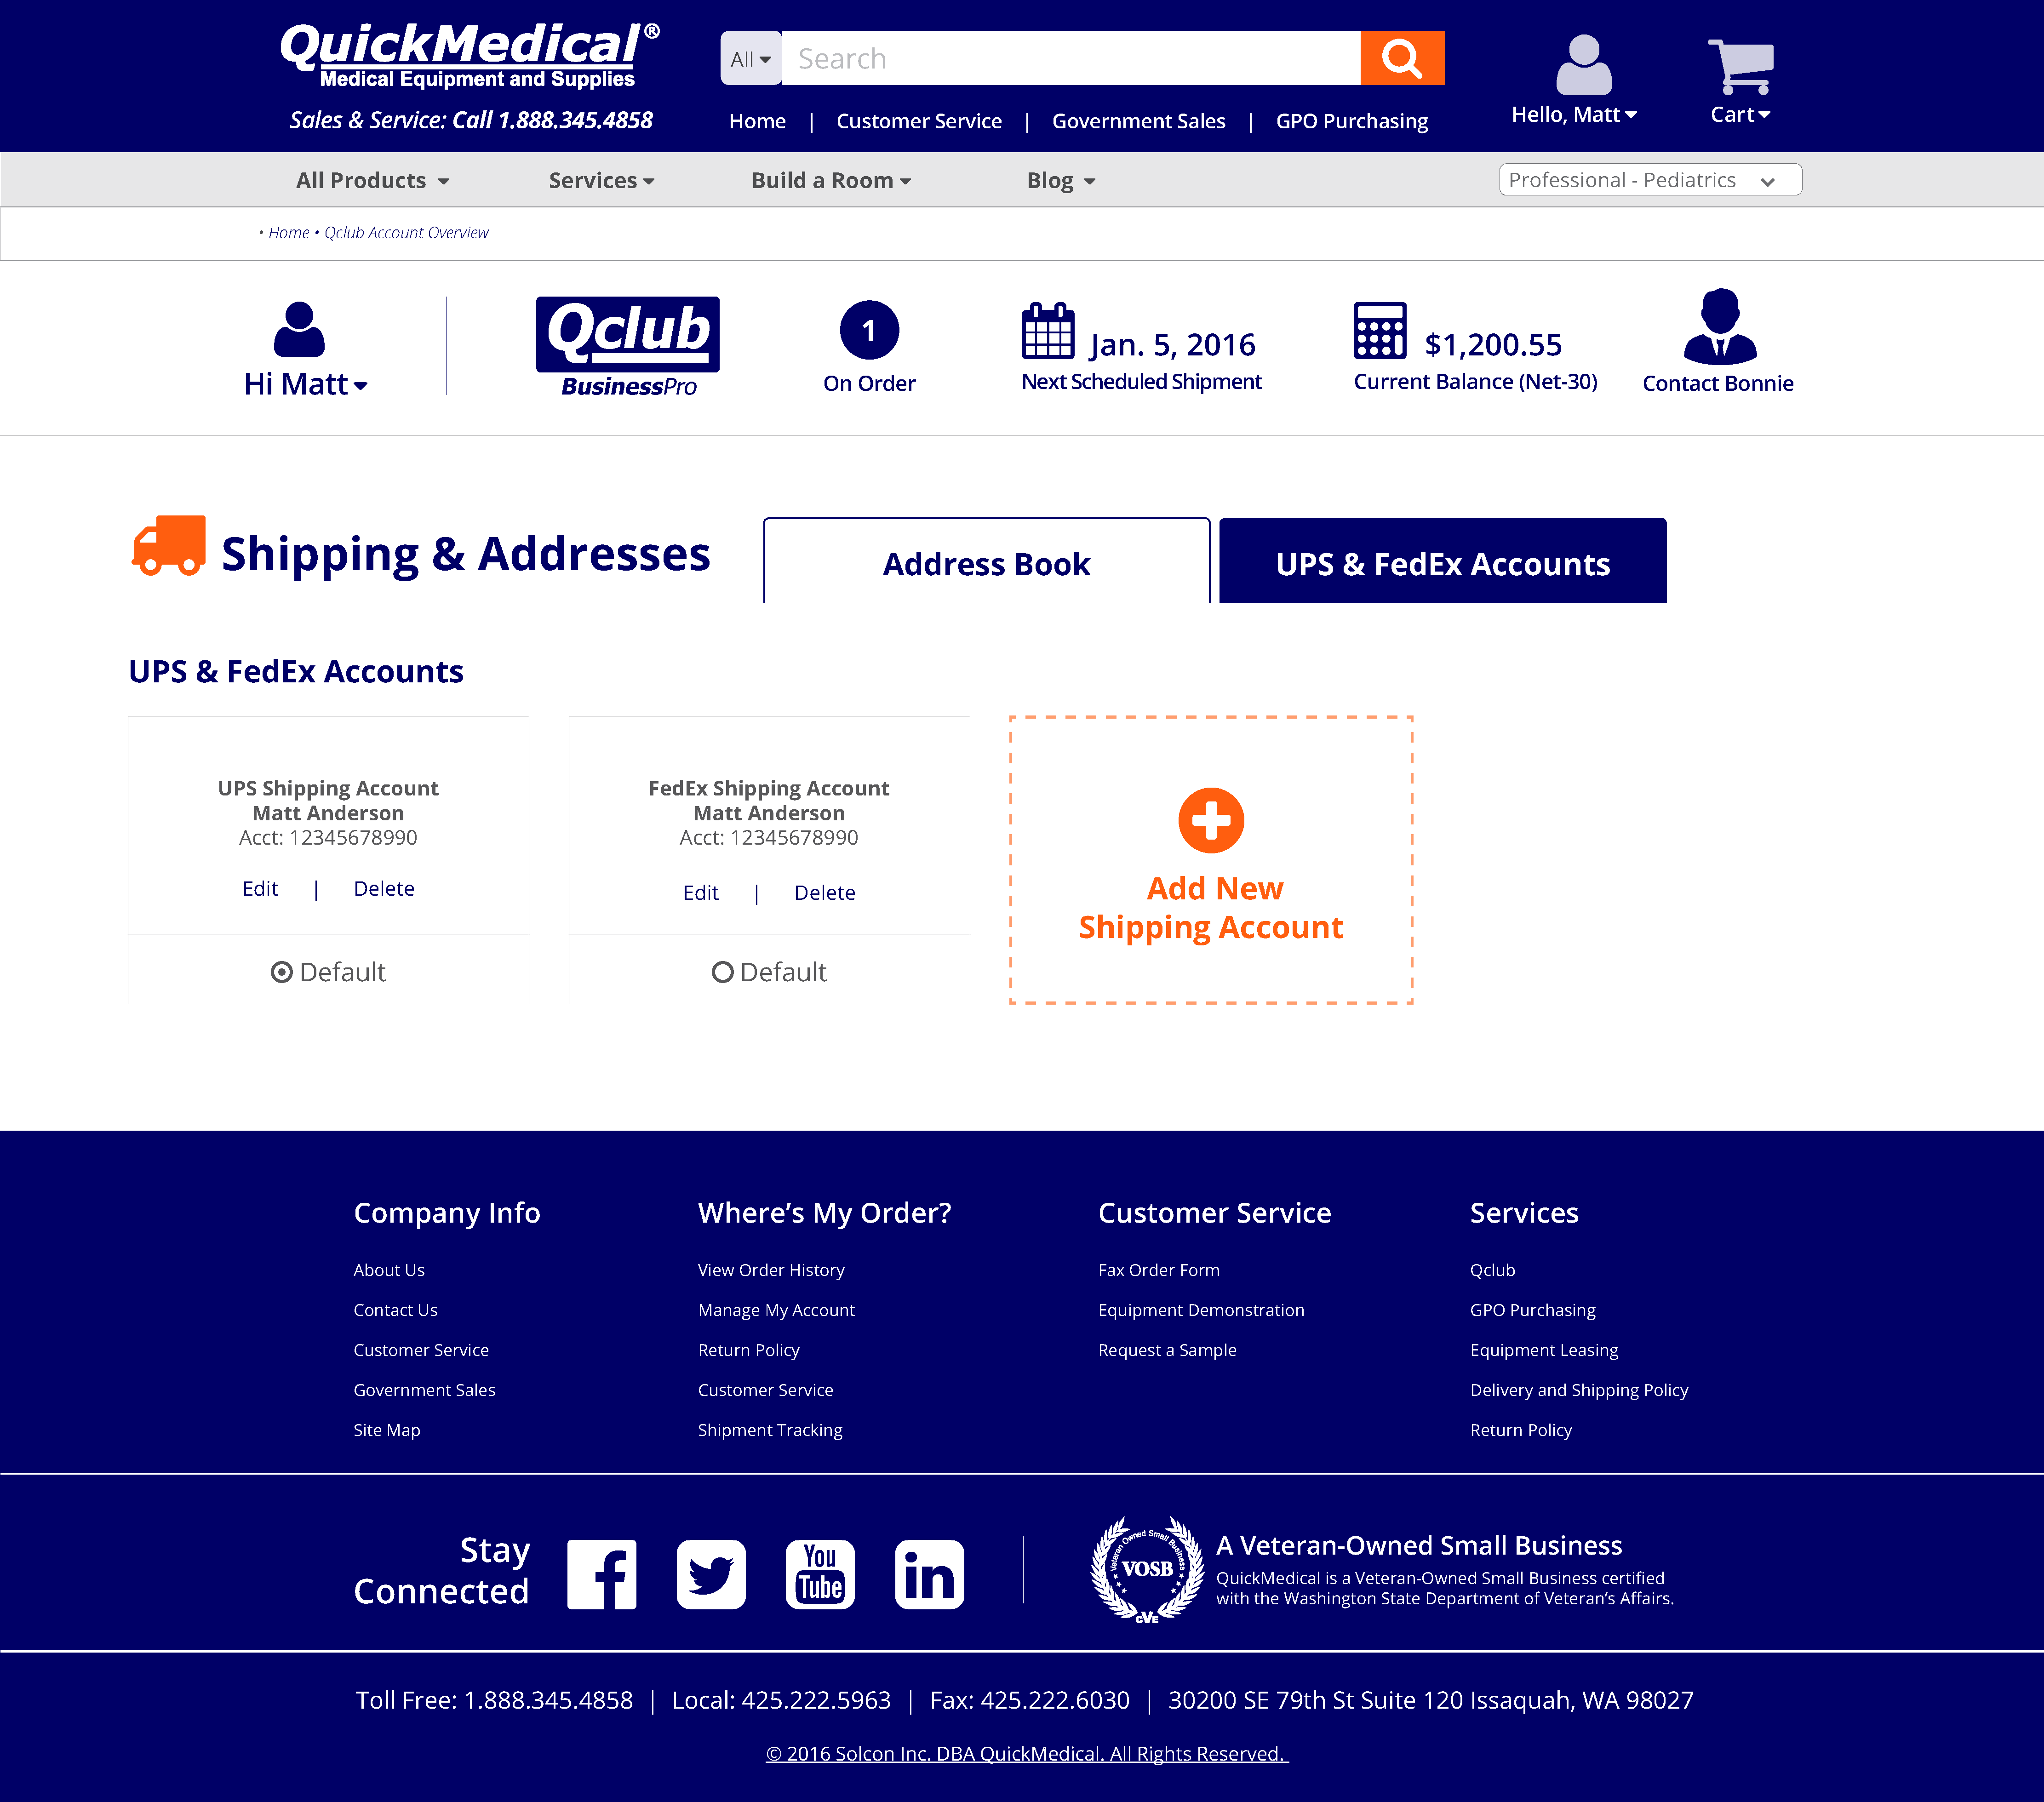 QuickMedical®
Medical Equipment and Supplies
Sales & Service: Call 1.888.345.4858
All
Search
Home | Customer Service | Government Sales | GPO Purchasing
Hello, Matt
Cart
All Products
Services
Build a Room
Blog
Professional - Pediatrics
• Home • Qclub Account Overview
Hi Matt
Qclub
BusinessPro
1
On Order
Jan. 5, 2016
Next Scheduled Shipment
$1,200.55
Current Balance (Net-30)
Contact Bonnie
Shipping & Addresses
Address Book
UPS & FedEx Accounts
UPS & FedEx Accounts
UPS Shipping Account
Matt Anderson
Acct: 12345678990
Edit | Delete
Default
FedEx Shipping Account
Matt Anderson
Acct: 12345678990
Edit | Delete
Default
Add New
Shipping Account
Company Info
About Us
Contact Us
Customer Service
Government Sales
Site Map
Where's My Order?
View Order History
Manage My Account
Return Policy
Customer Service
Shipment Tracking
Customer Service
Fax Order Form
Equipment Demonstration
Request a Sample
Services
Qclub
GPO Purchasing
Equipment Leasing
Delivery and Shipping Policy
Return Policy
Stay
Connected
f
You
Tube
in
Veteran Owned Small Business
VOSB
CVE
A Veteran-Owned Small Business
QuickMedical is a Veteran-Owned Small Business certified
with the Washington State Department of Veteran's Affairs.
Toll Free: 1.888.345.4858 | Local: 425.222.5963 | Fax: 425.222.6030 | 30200 SE 79th St Suite 120 Issaquah, WA 98027
© 2016 Solcon Inc. DBA QuickMedical. All Rights Reserved.